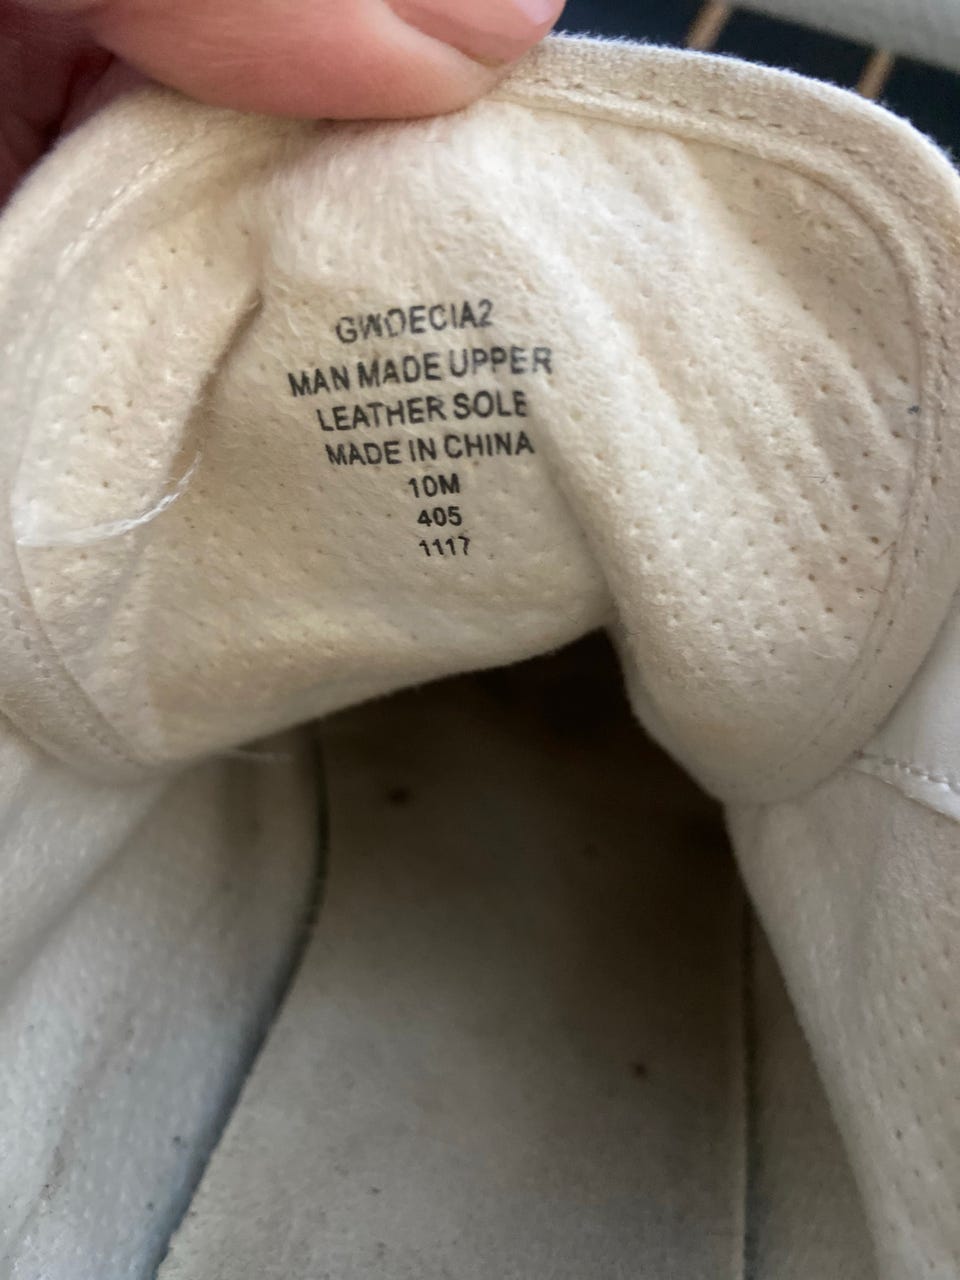 GWDECIA2
MAN MADE UPPER
LEATHER SOLE
MADE IN CHINA
10M
405
1117